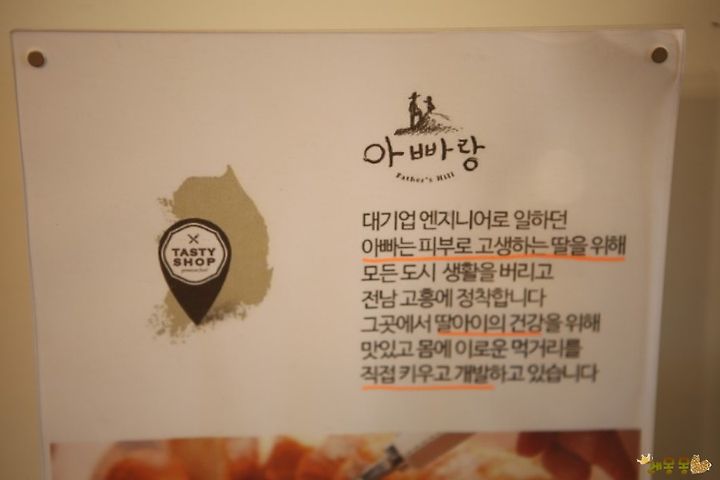 아빠랑
Father's Hill
TASTY
SHOP
대기업 엔지니어로 일하던
아빠는 피부로 고생하는 딸을 위해
모든 도시 생활을 버리고
전남 고흥에 정착합니다
그곳에서 딸아이의 건강을 위해
맛있고 몸에 이로운 먹거리를
직접 키우고 개발하고 있습니다